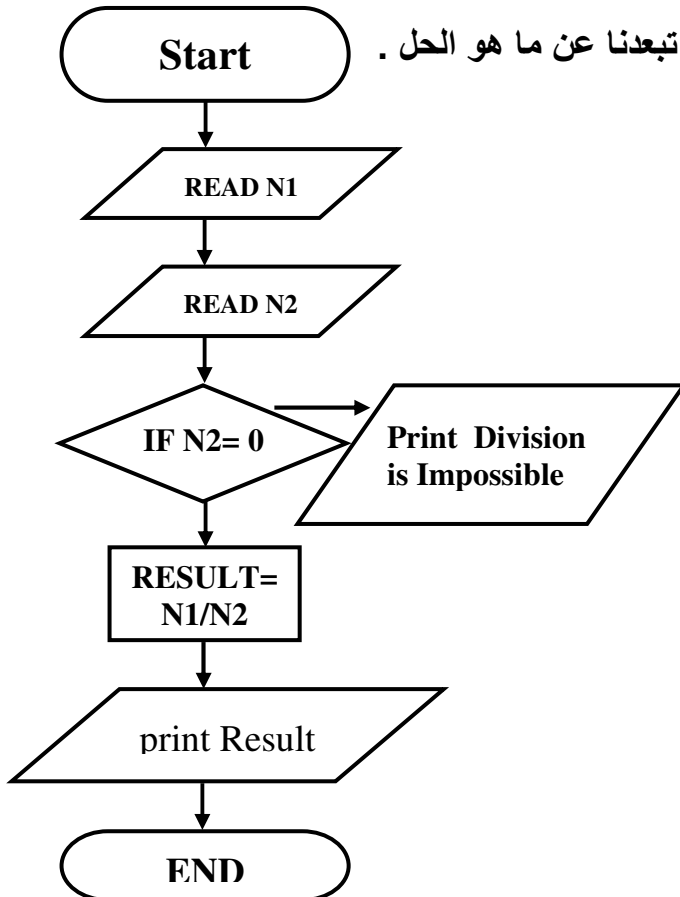 تبعدنا عن ما هو الحل .
Start
READ N1
READ N2
IF N2= 0
Print Division
is Impossible
RESULT=
N1/N2
print Result
END